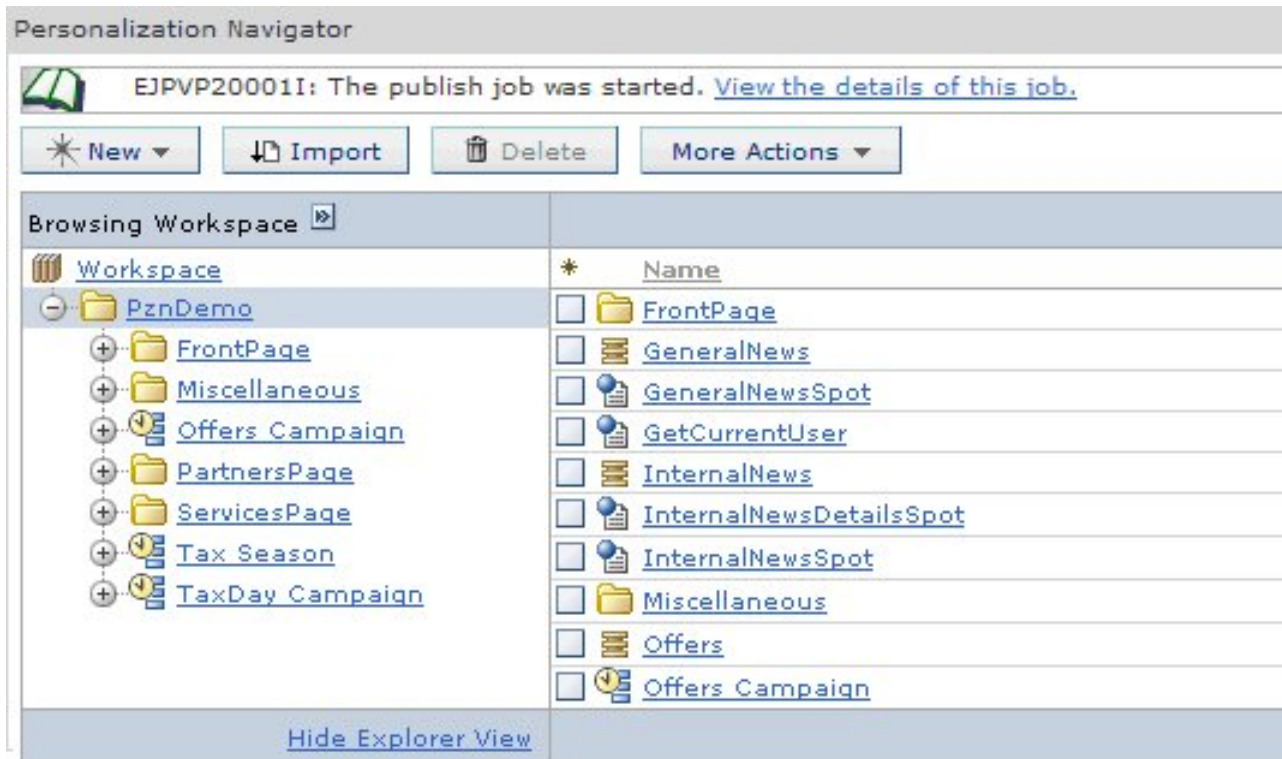 Personalization Navigator
EJPVP20001I: The publish job was started. View the details of this job.
New Import Delete More Actions
Browsing Workspace
Workspace
PznDemo
FrontPage
Miscellaneous
Offers Campaign
PartnersPage
ServicesPage
Tax Season
TaxDay Campaign
Hide Explorer View
Name
FrontPage
GeneralNews
GeneralNewsSpot
GetCurrentUser
InternalNews
InternalNewsDetailsSpot
InternalNewsSpot
Miscellaneous
Offers
Offers Campaign